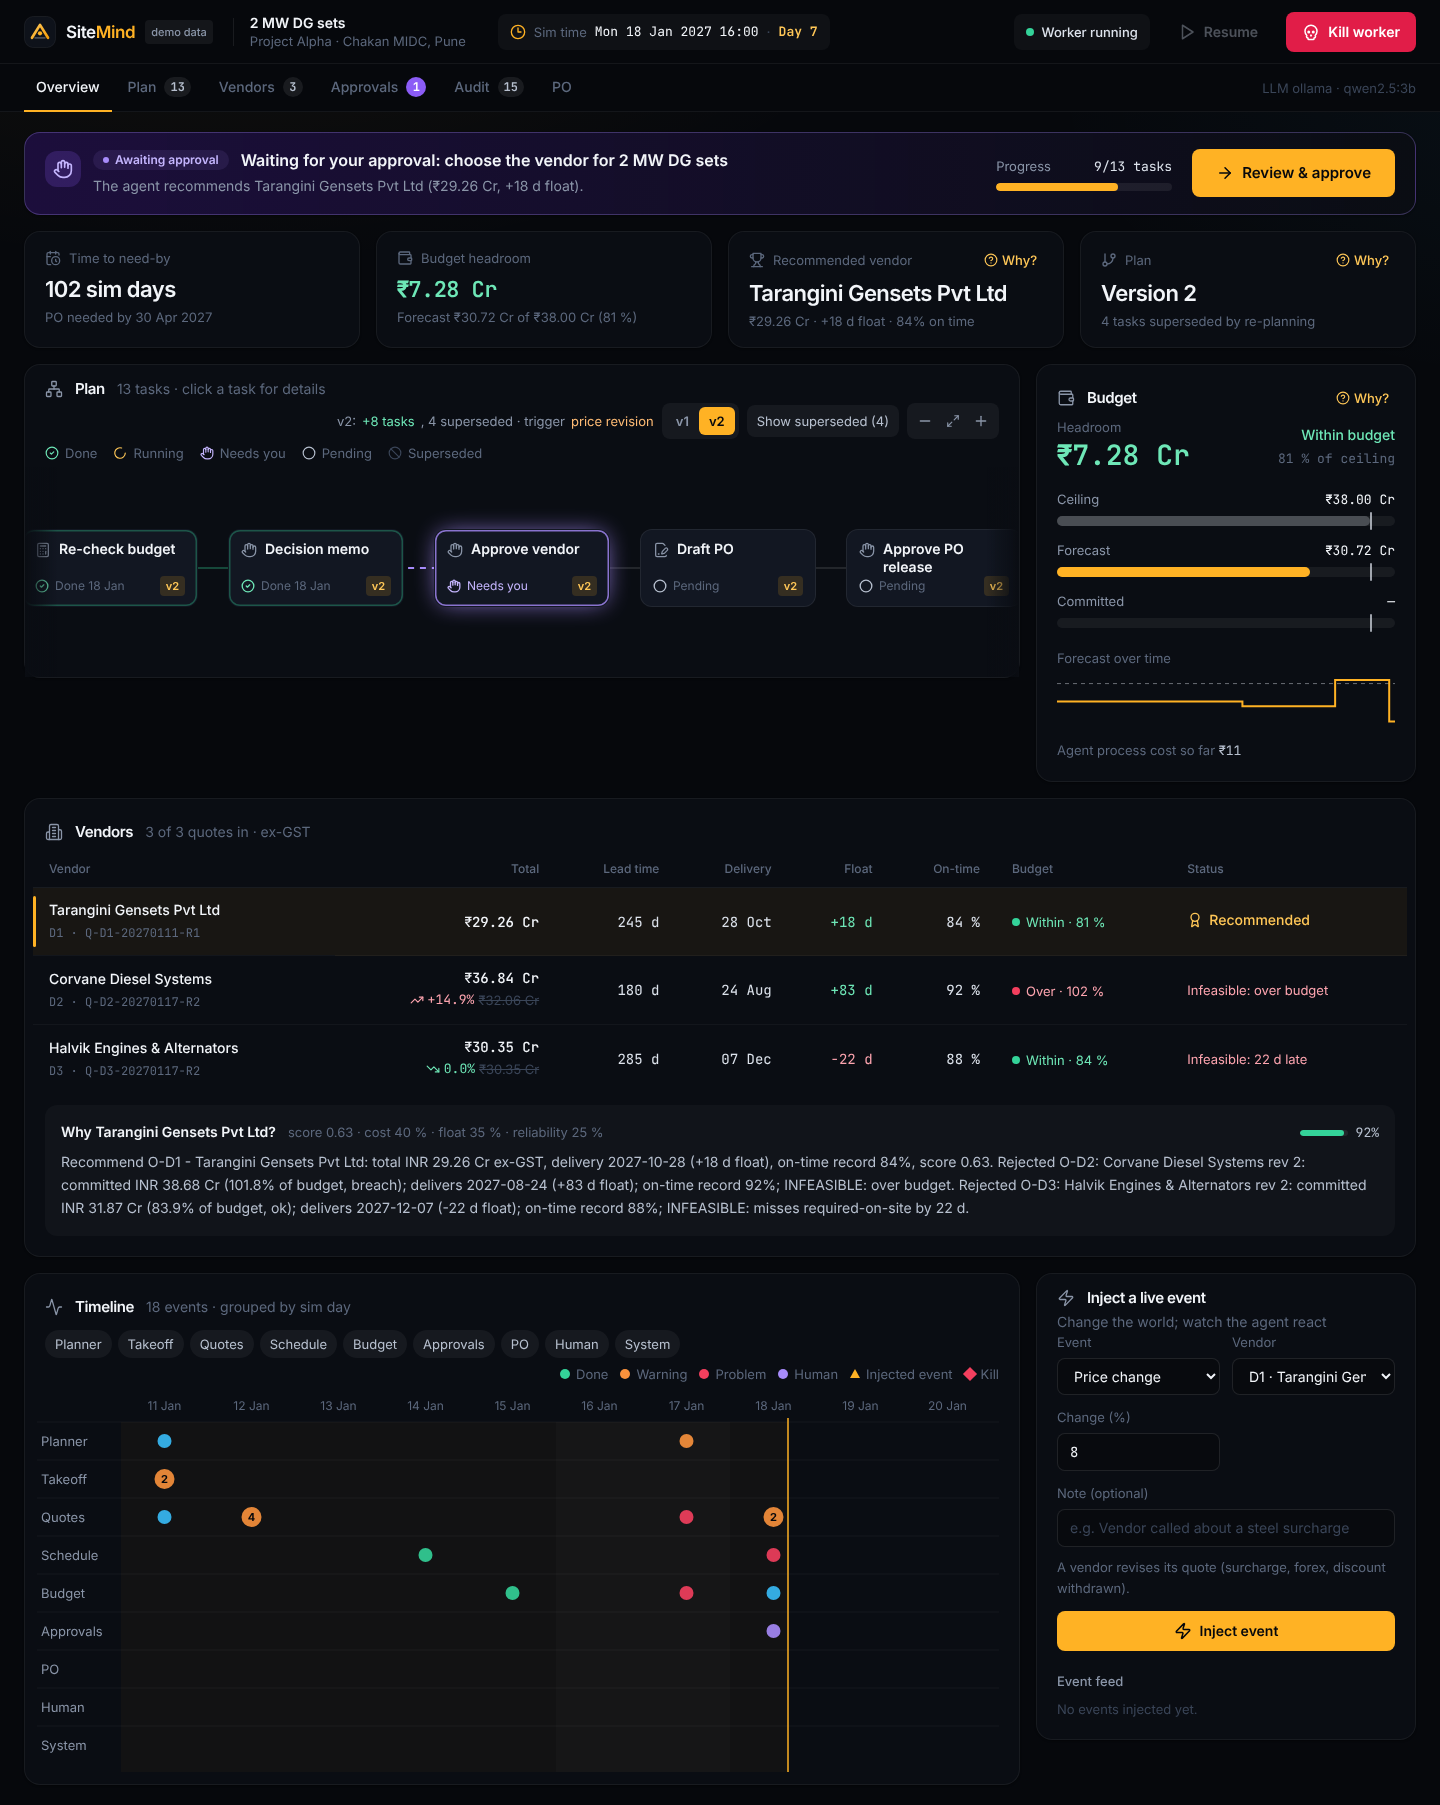 SiteMind demo data
2 MW DG sets
Project Alpha · Chakan MIDC, Pune
Sim time Mon 18 Jan 2027 16:00 · Day 7
Worker running
Resume
Kill worker
Overview Plan 13 Vendors 3 Approvals 1 Audit 15 PO
LLM ollama · qwen2.5:3b
Awaiting approval Waiting for your approval: choose the vendor for 2 MW DG sets
The agent recommends Tarangini Gensets Pvt Ltd (₹29.26 Cr, +18 d float).
Progress 9/13 tasks
Review & approve
Time to need-by
102 sim days
PO needed by 30 Apr 2027
Budget headroom
₹7.28 Cr
Forecast ₹30.72 Cr of ₹38.00 Cr (81 %)
Recommended vendor Why?
Tarangini Gensets Pvt Ltd
₹29.26 Cr · +18 d float · 84% on time
Plan Why?
Version 2
4 tasks superseded by re-planning
Plan 13 tasks · click a task for details
v2: +8 tasks , 4 superseded · trigger price revision v1 v2 Show superseded (4)
Done Running Needs you Pending Superseded
Re-check budget
Done 18 Jan v2
Decision memo
Done 18 Jan v2
Approve vendor
Needs you v2
Draft PO
Pending v2
Approve PO
release
Pending v2
Budget Why?
Headroom
₹7.28 Cr
Within budget
81 % of ceiling
Ceiling ₹38.00 Cr
Forecast ₹30.72 Cr
Committed –
Forecast over time
Agent process cost so far ₹11
Vendors 3 of 3 quotes in · ex-GST
Vendor Total Lead time Delivery Float On-time Budget Status
Tarangini Gensets Pvt Ltd
D1 · Q-D1-20270111-R1
₹29.26 Cr 245 d 28 Oct +18 d 84 % Within · 81 % Recommended
Corvane Diesel Systems
D2 · Q-D2-20270117-R2
₹36.84 Cr
+14.9% ₹32.06 Cr
180 d 24 Aug +83 d 92 % Over · 102 % Infeasible: over budget
Halvik Engines & Alternators
D3 · Q-D3-20270117-R2
₹30.35 Cr
0.0% ₹30.35 Cr
285 d 07 Dec -22 d 88 % Within · 84 % Infeasible: 22 d late
Why Tarangini Gensets Pvt Ltd? score 0.63 · cost 40 % · float 35 % · reliability 25 % 92%
Recommend O-D1 - Tarangini Gensets Pvt Ltd: total INR 29.26 Cr ex-GST, delivery 2027-10-28 (+18 d float), on-time record 84%, score 0.63. Rejected O-D2: Corvane Diesel Systems rev 2:
committed INR 38.68 Cr (101.8% of budget, breach); delivers 2027-08-24 (+83 d float); on-time record 92%; INFEASIBLE: over budget. Rejected O-D3: Halvik Engines & Alternators rev 2: committed
INR 31.87 Cr (83.9% of budget, ok); delivers 2027-12-07 (-22 d float); on-time record 88%; INFEASIBLE: misses required-on-site by 22 d.
Timeline 18 events · grouped by sim day
Planner Takeoff Quotes Schedule Budget Approvals PO Human System
Done Warning Problem Human Injected event Kill
11 Jan 12 Jan 13 Jan 14 Jan 15 Jan 16 Jan 17 Jan 18 Jan 19 Jan 20 Jan
Planner
Takeoff 2
Quotes 4 2
Schedule
Budget
Approvals
PO
Human
System
Inject a live event
Change the world; watch the agent react
Event Vendor
Price change D1 · Tarangini Ger
Change (%)
8
Note (optional)
e.g. Vendor called about a steel surcharge
A vendor revises its quote (surcharge, forex, discount
withdrawn).
Inject event
Event feed
No events injected yet.